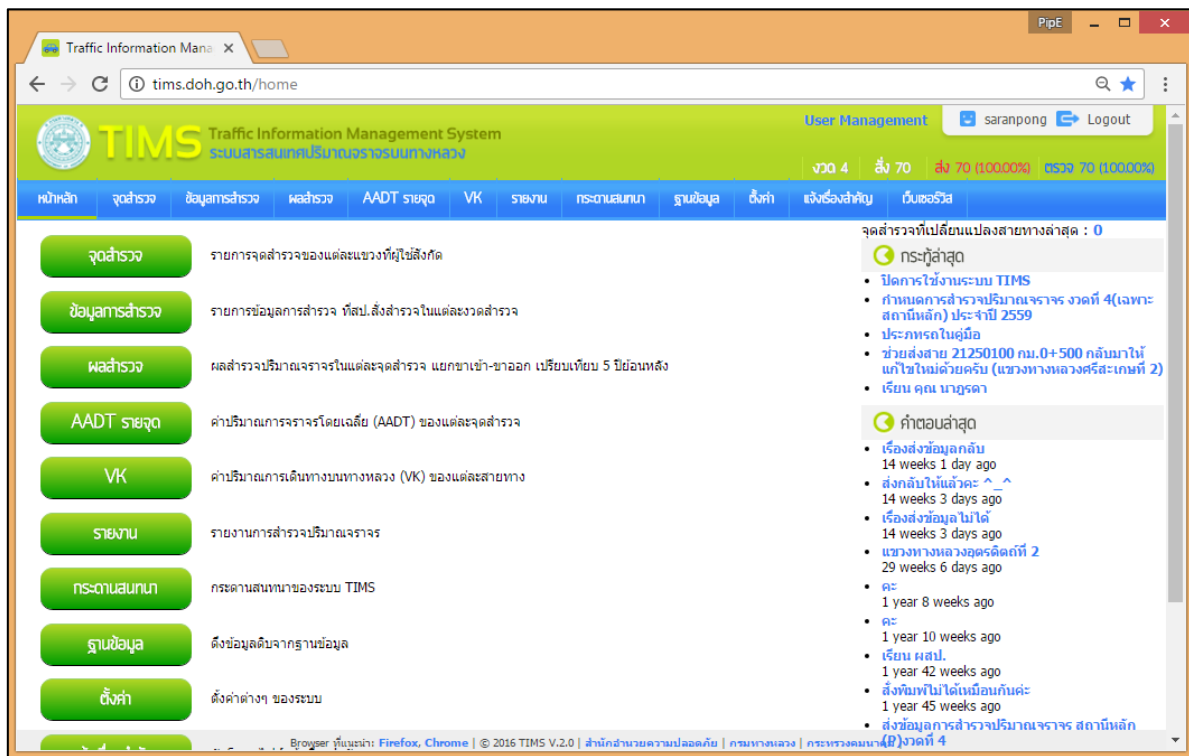 PipE
Traffic Information Mana
tims.doh.go.th/home
TIMS Traffic Information Management System
ระบบสารสนเทศปริมาณจราจรบนทางหลวง
User Management saranpong Logout
งวด 4 สั่ง 70 ส่ง 70 (100.00%) ตรวจ 70 (100.00%)
หน้าหลัก จุดสำรวจ ข้อมูลการสำรวจ ผลสำรวจ AADT รายจุด VK รายงาน กระดานสนทนา ฐานข้อมูล ตั้งค่า แจ้งเรื่องสำคัญ เว็บเซอร์วิส
จุดสำรวจ รายการจุดสำรวจของแต่ละแขวงที่ผู้ใช้สังกัด
ข้อมูลการสำรวจ รายการข้อมูลการสำรวจ ที่สป.สั่งสำรวจในแต่ละงวดสำรวจ
ผลสำรวจ ผลสำรวจปริมาณจราจรในแต่ละจุดสำรวจ แยกขาเข้า-ขาออก เปรียบเทียบ 5 ปีย้อนหลัง
AADT รายจุด ค่าปริมาณการจราจรโดยเฉลี่ย (AADT) ของแต่ละจุดสำรวจ
VK ค่าปริมาณการเดินทางบนทางหลวง (VK) ของแต่ละสายทาง
รายงาน รายงานการสำรวจปริมาณจราจร
กระดานสนทนา กระดานสนทนาของระบบ TIMS
ฐานข้อมูล ดึงข้อมูลดิบจากฐานข้อมูล
ตั้งค่า ตั้งค่าต่างๆ ของระบบ
จุดสำรวจที่เปลี่ยนแปลงสายทางล่าสุด : 0
กระทู้ล่าสุด
ปิดการใช้งานระบบ TIMS
กำหนดการสำรวจปริมาณจราจร งวดที่ 4(เฉพาะ
สถานีหลัก) ประจำปี 2559
ประภทรถในคู่มือ
ช่วยส่งสาย 21250100 กม.0+500 กลับมาให้
แก้ไขใหม่ด้วยครับ (แขวงทางหลวงศรีสะเกษที่ 2)
เรียน คุณ นาฎรดา
คำตอบล่าสุด
เรื่องส่งข้อมูลกลับ
14 weeks 1 day ago
ส่งกลับให้แล้วคะ ^_^
14 weeks 3 days ago
เรื่องส่งข้อมูลไม่ได้
14 weeks 3 days ago
แขวงทางหลวงอุตรดิตถ์ที่ 2
29 weeks 6 days ago
คะ
1 year 8 weeks ago
คะ
1 year 10 weeks ago
เรียน ผสป.
1 year 42 weeks ago
สั่งพิมพ์ไม่ได้เหมือนกันค่ะ
1 year 45 weeks ago
ส่งข้อมูลการสำรวจปริมาณจราจร สถานีหลัก
(P)งวดที่ 4
Browser ที่แนะนำ: Firefox, Chrome | © 2016 TIMS V.2.0 | สำนักอำนวยความปลอดภัย | กรมทางหลวง | กระทรวงคมนาคม